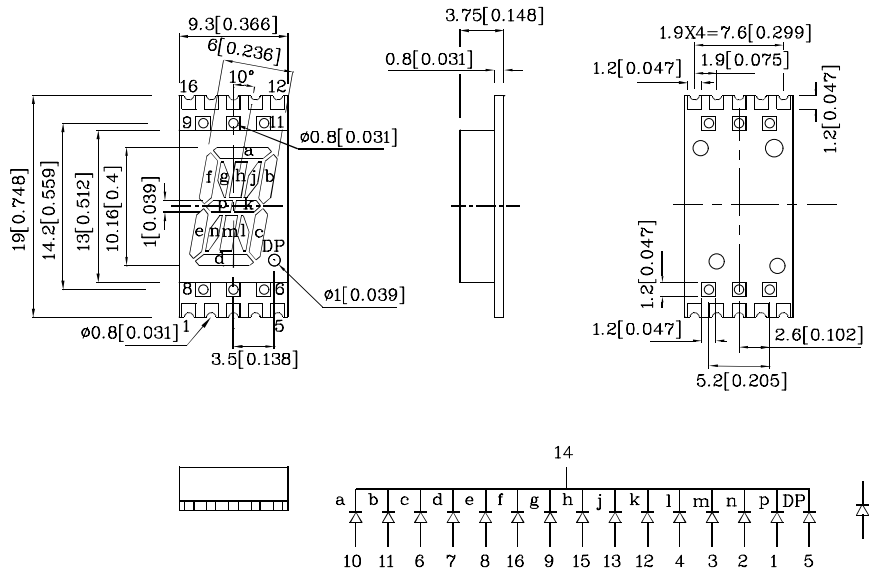 9.3[0.366]
6[0.236]
10°
16 12
9 11
ø0.8[0.031]
a
f g h j b
p k
e n m l c
DP
d
8 6
1 5
19[0.748]
14.2[0.559]
13[0.512]
10.16[0.4]
1[0.039]
ø1[0.039]
ø0.8[0.031]
3.5[0.138]
3.75[0.148]
0.8[0.031]
1.9X4=7.6[0.299]
1.9[0.075]
1.2[0.047]
1.2[0.047]
1.2[0.047]
1.2[0.047]
2.6[0.102]
5.2[0.205]
14
a b c d e f g h j k l m n p DP
10 11 6 7 8 16 9 15 13 12 4 3 2 1 5